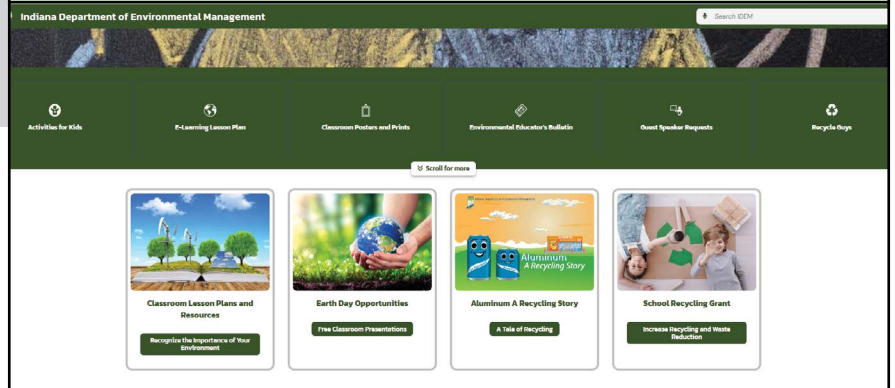 Indiana Department of Environmental Management
Search IDEM
Activities for Kids
E-Learning Lesson Plan
Classroom Posters and Prints
Environmental Educator's Bulletin
Guest Speaker Requests
Recycle Guys
Scroll for more
Aluminum
A Recycling Story
Classroom Lesson Plans and
Resources
Recognize the Importance of Your
Environment
Earth Day Opportunities
Free Classroom Presentations
Aluminum A Recycling Story
A Tale of Recycling
School Recycling Grant
Increase Recycling and Waste
Reduction